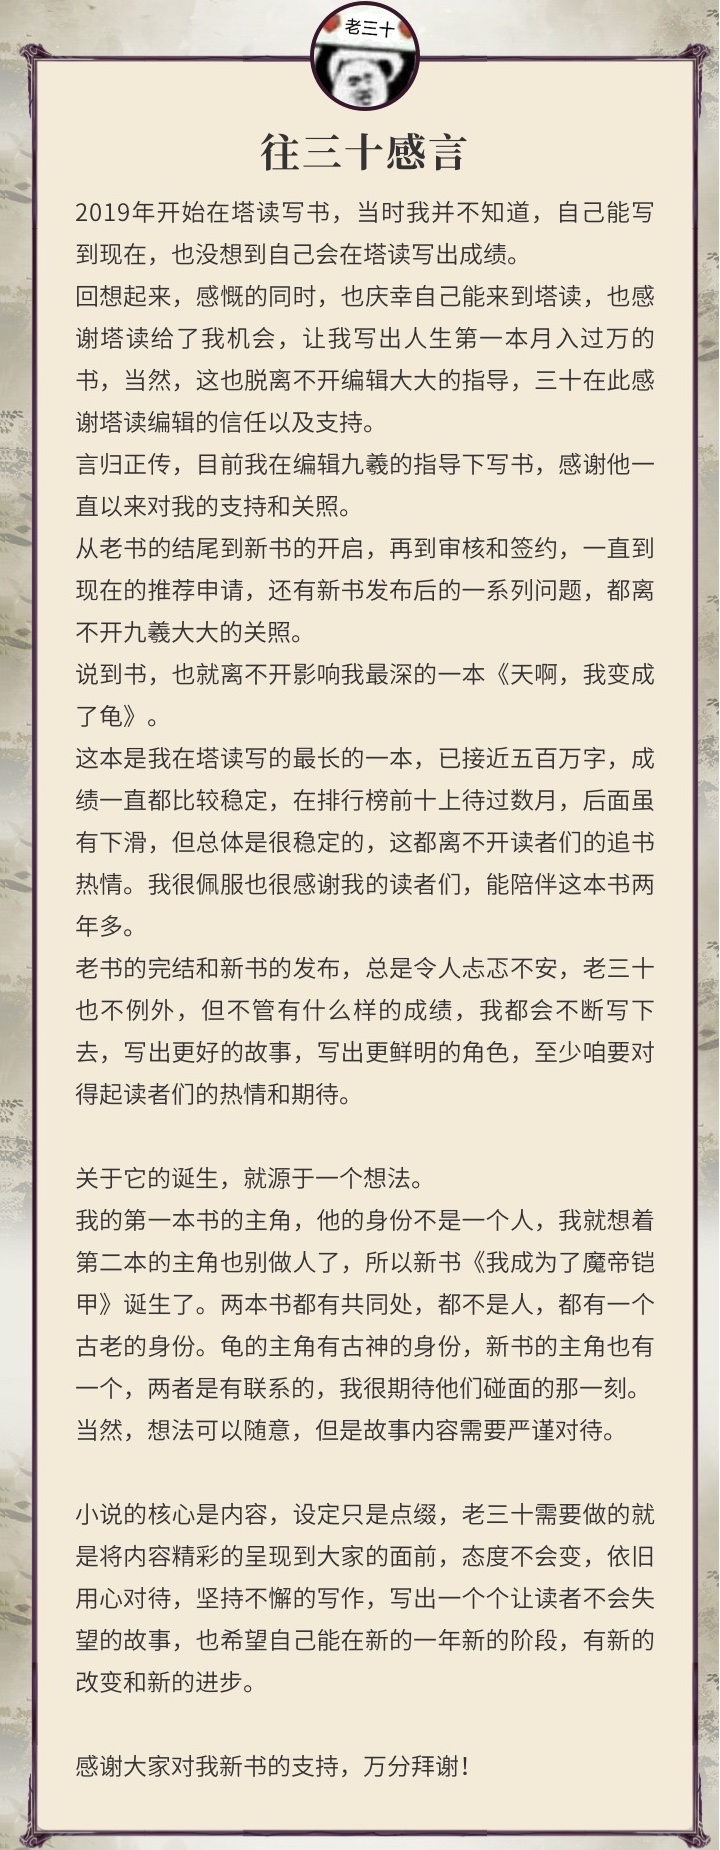 老三十
往三十感言
2019年开始在塔读写书，当时我并不知道，自己能写
到现在，也没想到自己会在塔读写出成绩。
回想起来，感慨的同时，也庆幸自己能来到塔读，也感
谢塔读给了我机会，让我写出人生第一本月入过万的
书，当然，这也脱离不开编辑大大的指导，三十在此感
谢塔读编辑的信任以及支持。
言归正传，目前我在编辑九羲的指导下写书，感谢他一
直以来对我的支持和关照。
从老书的结尾到新书的开启，再到审核和签约，一直到
现在的推荐申请，还有新书发布后的一系列问题，都离
不开九羲大大的关照。
说到书，也就离不开影响我最深的一本《天啊，我变成
了龟》。
这本是我在塔读写的最长的一本，已接近五百万字，成
绩一直都比较稳定，在排行榜前十上待过数月，后面虽
有下滑，但总体是很稳定的，这都离不开读者们的追书
热情。我很佩服也很感谢我的读者们，能陪伴这本书两
年多。
老书的完结和新书的发布，总是令人忐忑不安，老三十
也不例外，但不管有什么样的成绩，我都会不断写下
去，写出更好的故事，写出更鲜明的角色，至少咱要对
得起读者们的热情和期待。
关于它的诞生，就源于一个想法。
我的第一本书的主角，他的身份不是一个人，我就想着
第二本的主角也别做人了，所以新书《我成为了魔帝铠
甲》诞生了。两本书都有共同处，都不是人，都有一个
古老的身份。龟的主角有古神的身份，新书的主角也有
一个，两者是有联系的，我很期待他们碰面的那一刻。
当然，想法可以随意，但是故事内容需要严谨对待。
小说的核心是内容，设定只是点缀，老三十需要做的就
是将内容精彩的呈现到大家的面前，态度不会变，依旧
用心对待，坚持不懈的写作，写出一个个让读者不会失
望的故事，也希望自己能在新的一年新的阶段，有新的
改变和新的进步。
感谢大家对我新书的支持，万分拜谢！